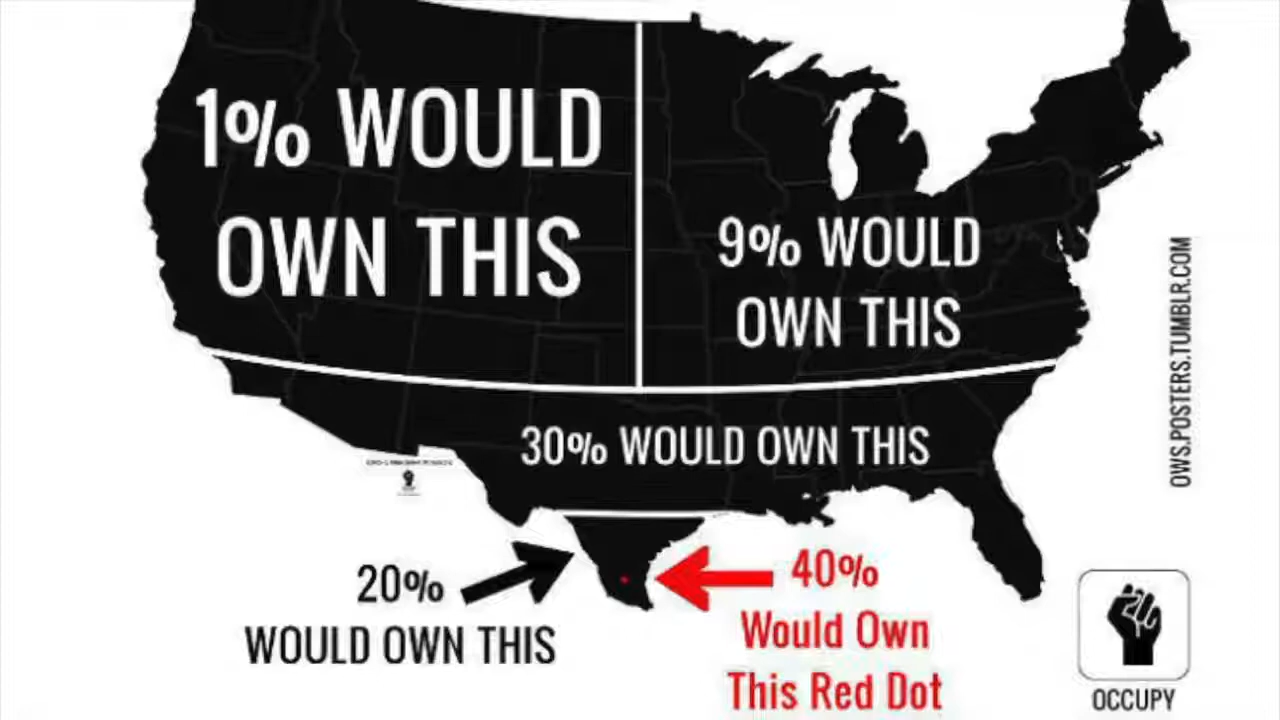 1% WOULD
OWN THIS
9% WOULD
OWN THIS
30% WOULD OWN THIS
20%
WOULD OWN THIS
40%
Would Own
This Red Dot
OWS.POSTERS.TUMBLR.COM
OCCUPY